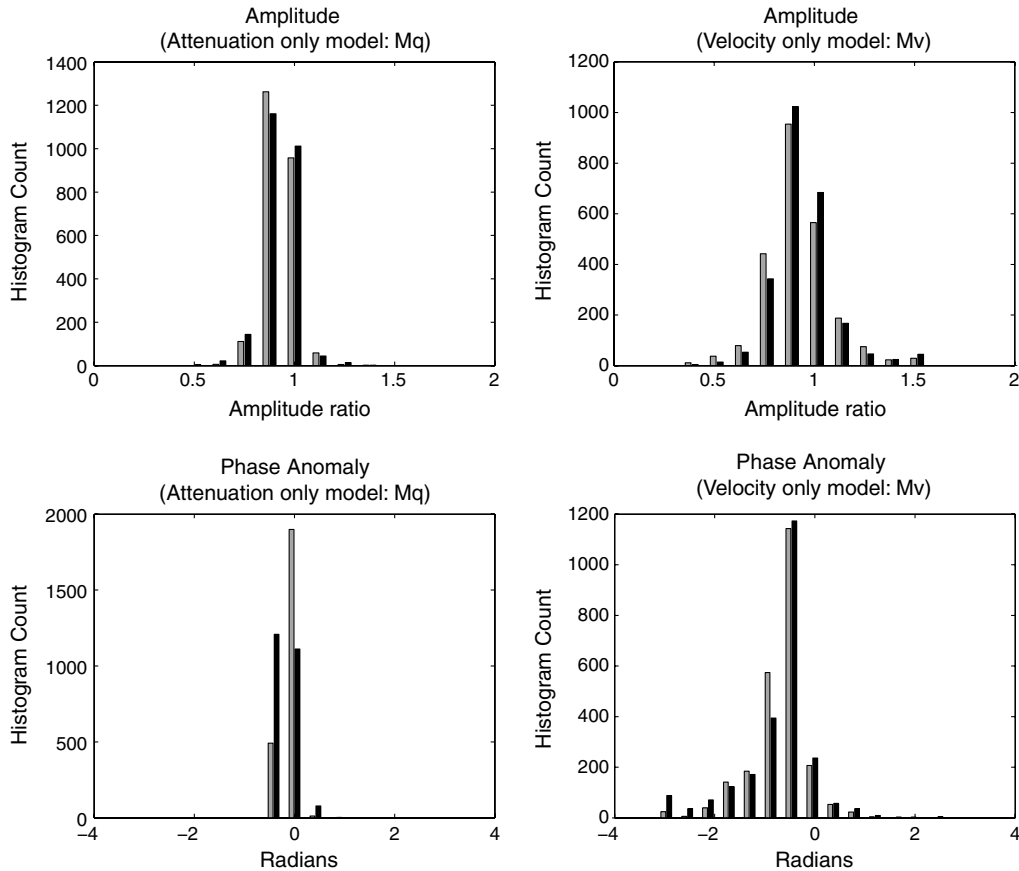 Amplitude
(Attenuation only model: Mq)
1400
1200
1000
800
600
400
200
0
Histogram Count
0 0.5 1 1.5 2
Amplitude ratio
Amplitude
(Velocity only model: Mv)
1200
1000
800
600
400
200
0
Histogram Count
0 0.5 1 1.5 2
Amplitude ratio
Phase Anomaly
(Attenuation only model: Mq)
2000
1500
1000
500
0
Histogram Count
−4 −2 0 2 4
Radians
Phase Anomaly
(Velocity only model: Mv)
1200
1000
800
600
400
200
0
Histogram Count
−4 −2 0 2 4
Radians